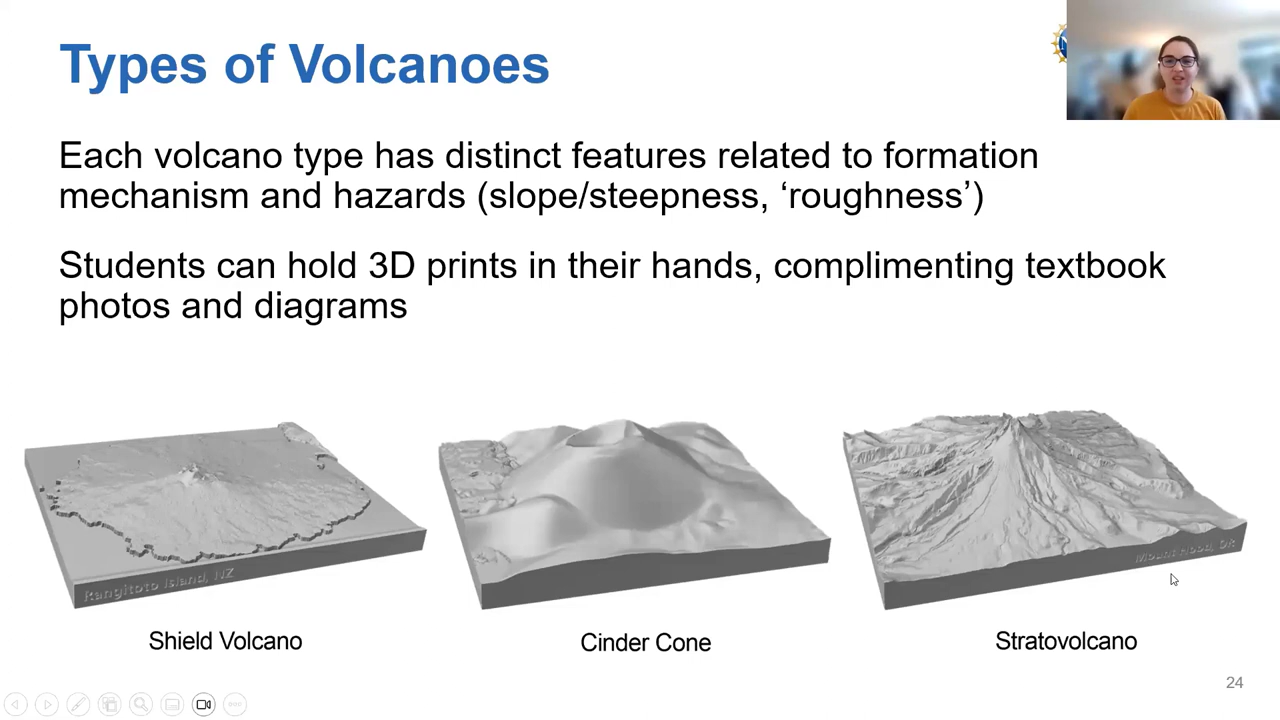 Types of Volcanoes
Each volcano type has distinct features related to formation
mechanism and hazards (slope/steepness, ‘roughness’)
Students can hold 3D prints in their hands, complimenting textbook
photos and diagrams
Rangitoto Island, NZ
Mount Hood, OR
Shield Volcano
Cinder Cone
Stratovolcano
24